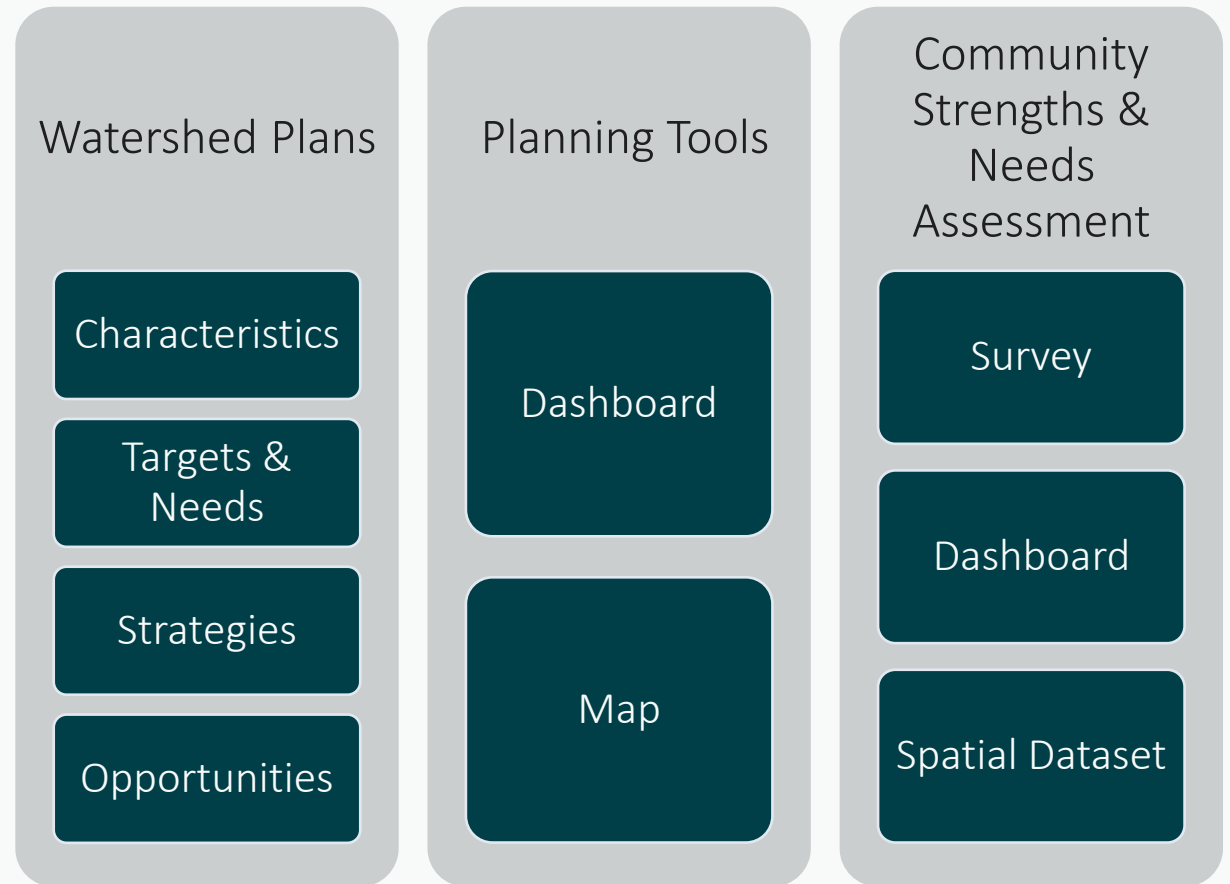 Watershed Plans
Characteristics
Targets &
Needs
Strategies
Opportunities
Planning Tools
Dashboard
Map
Community
Strengths &
Needs
Assessment
Survey
Dashboard
Spatial Dataset